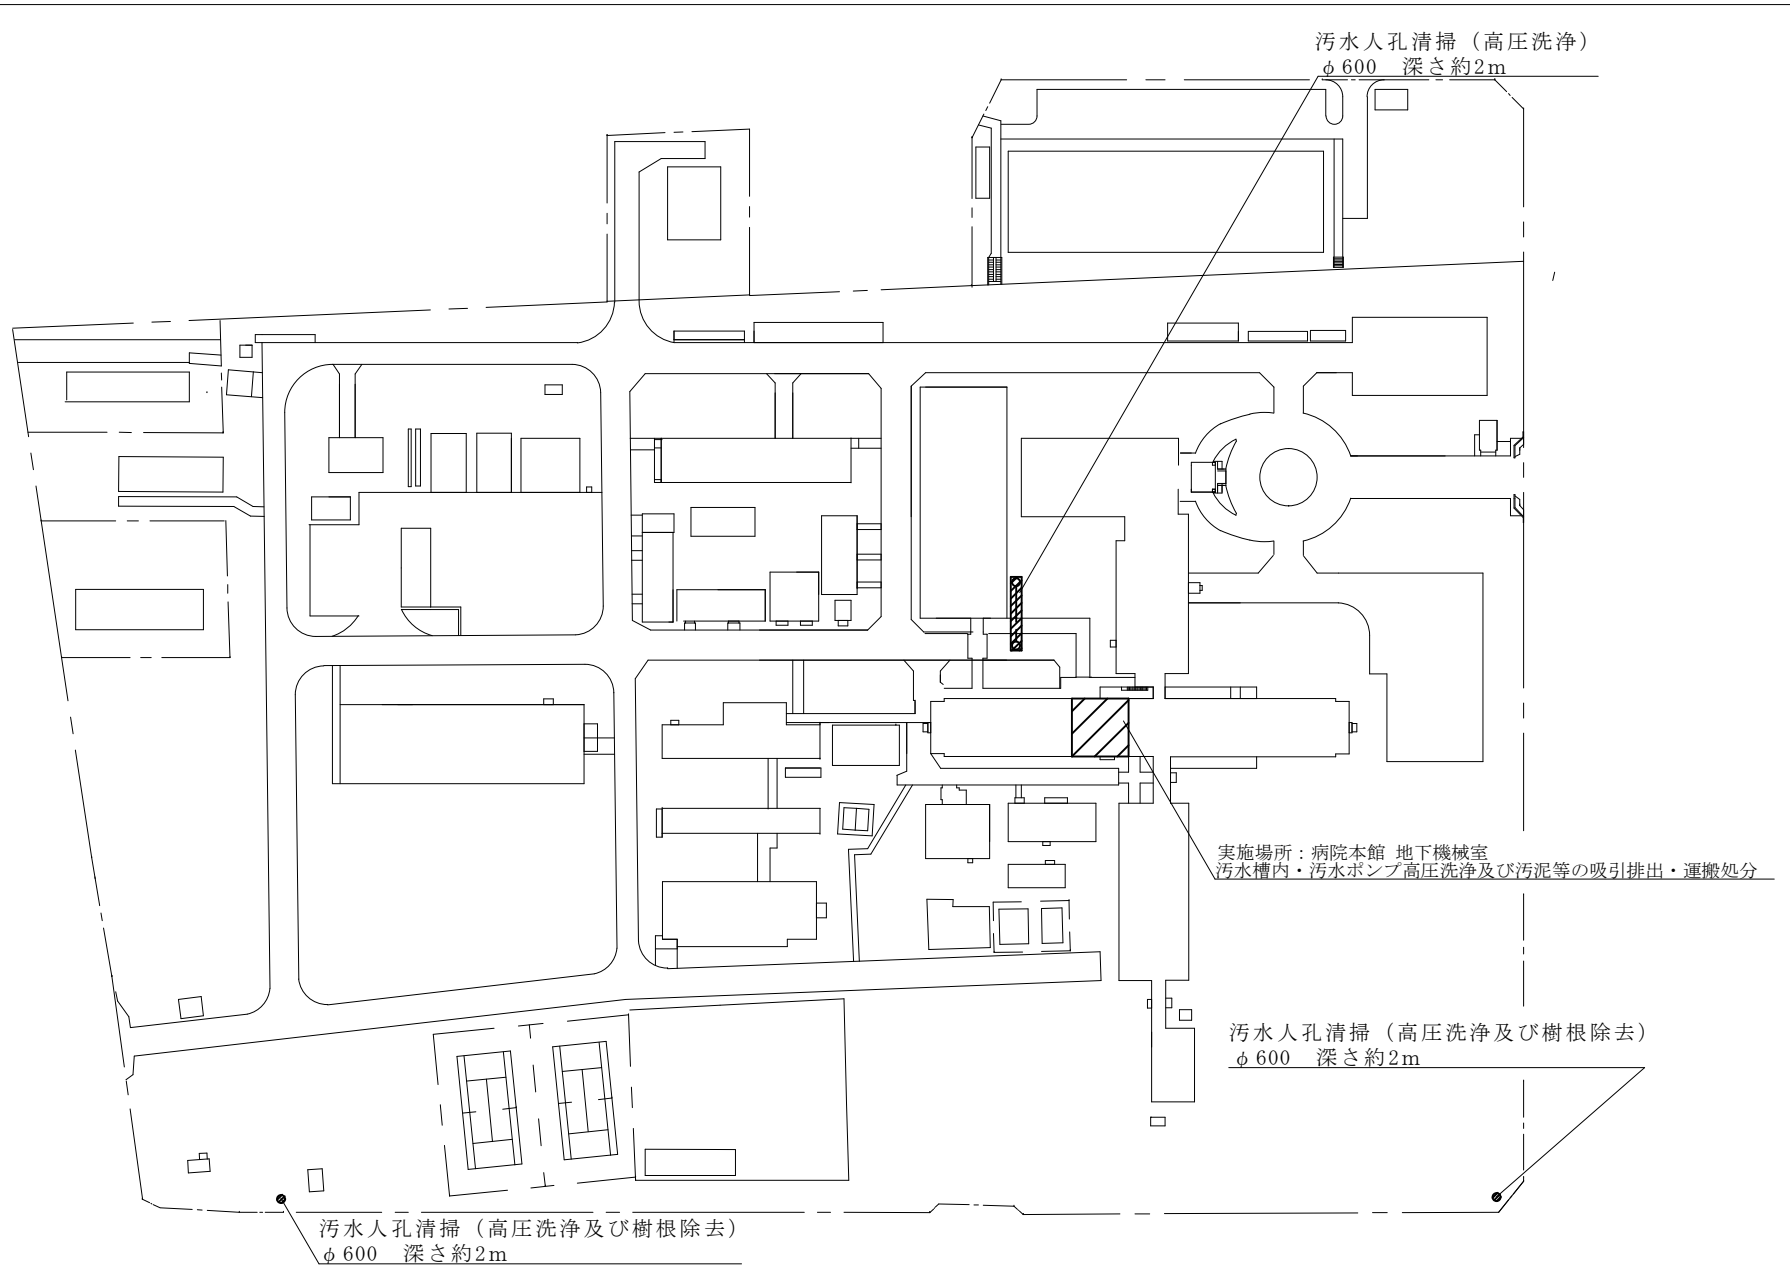 汚水人孔清掃（高圧洗浄）
φ600　深さ約2m
実施場所：病院本館 地下機械室
汚水槽内・汚水ポンプ高圧洗浄及び汚泥等の吸引排出・運搬処分
汚水人孔清掃（高圧洗浄及び樹根除去）
φ600　深さ約2m
汚水人孔清掃（高圧洗浄及び樹根除去）
φ600　深さ約2m